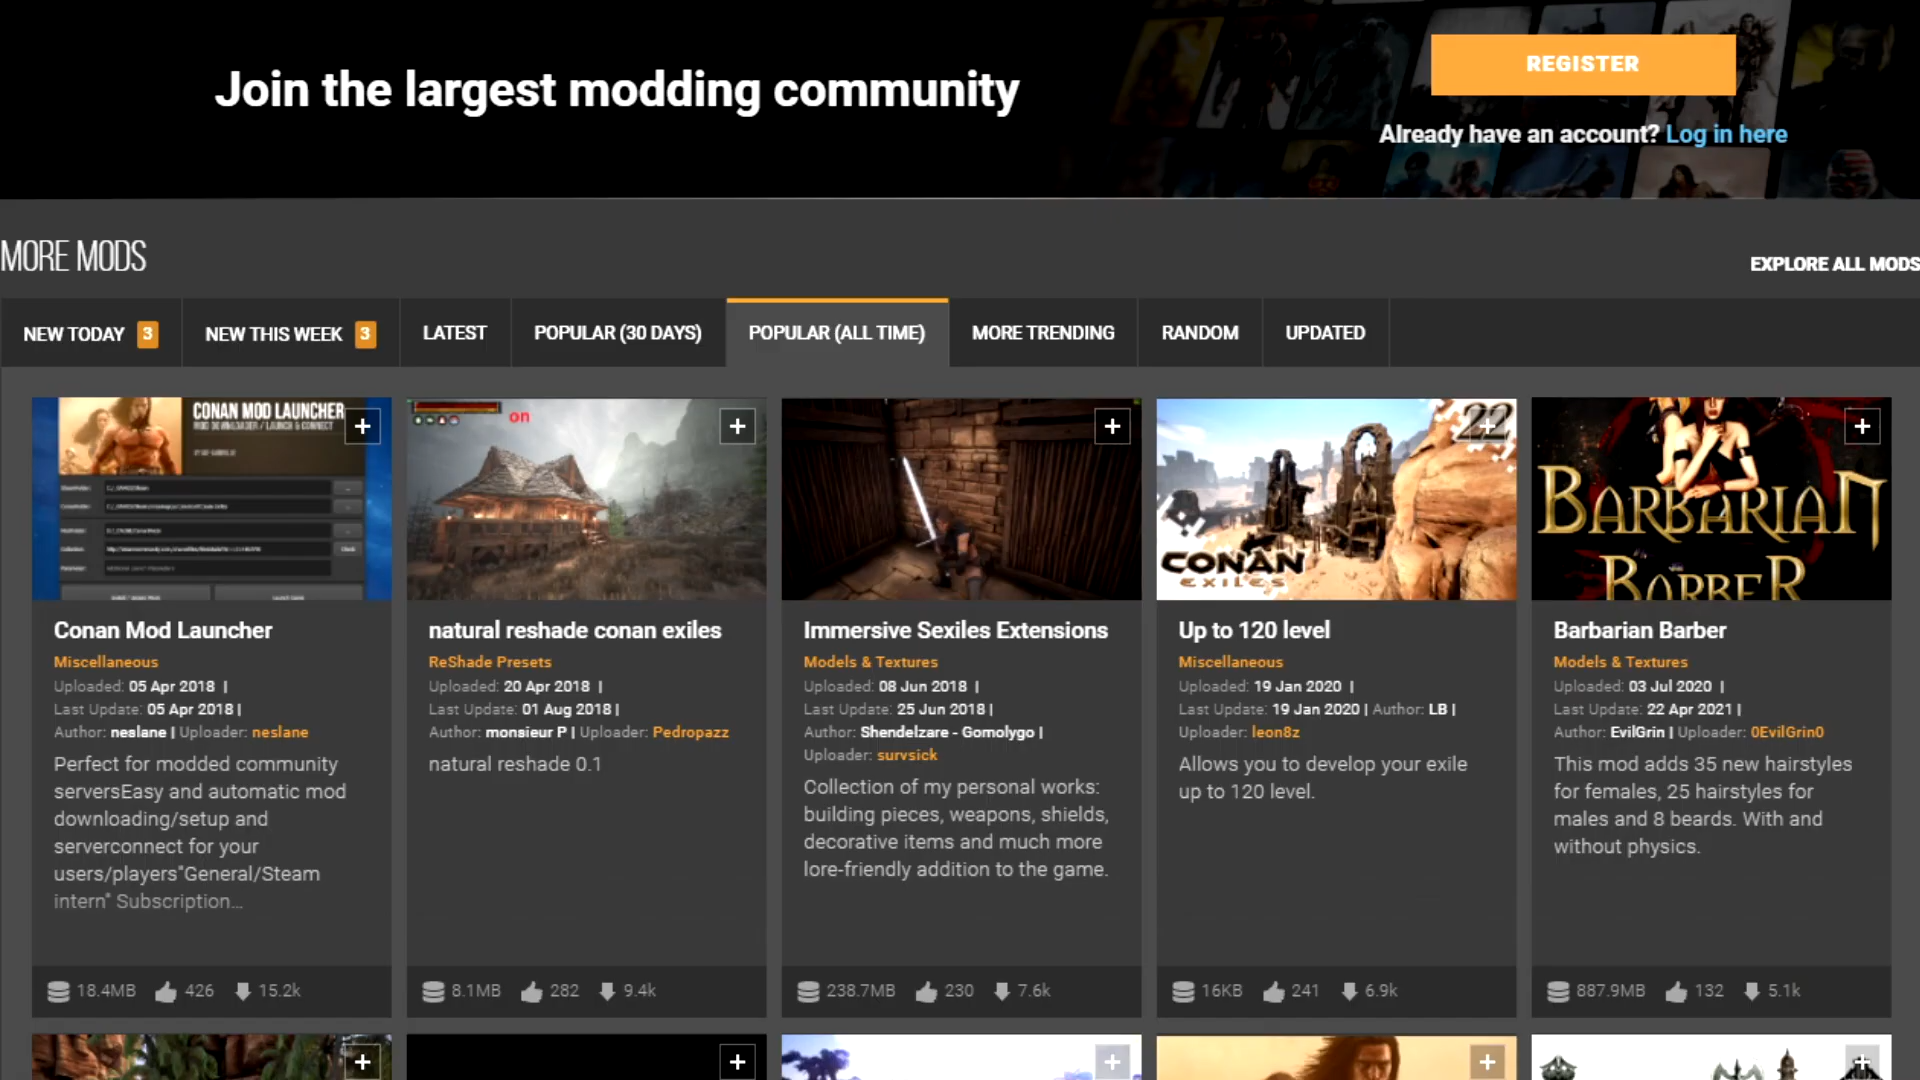 Join the largest modding community
REGISTER
Already have an account? Log in here
MORE MODS
EXPLORE ALL MODS
NEW TODAY 3
NEW THIS WEEK 3
LATEST
POPULAR (30 DAYS)
POPULAR (ALL TIME)
MORE TRENDING
RANDOM
UPDATED
CONAN MOD LAUNCHER
MOD DOWNLOADER / LAUNCH & CONNECT
Conan Mod Launcher
Miscellaneous
Uploaded: 05 Apr 2018 |
Last Update: 05 Apr 2018 |
Author: neslane | Uploader: neslane
Perfect for modded community
serversEasy and automatic mod
downloading/setup and
serverconnect for your
users/players"General/Steam
intern" Subscription...
18.4MB 426 15.2k
on
natural reshade conan exiles
ReShade Presets
Uploaded: 20 Apr 2018 |
Last Update: 01 Aug 2018 |
Author: monsieur P | Uploader: Pedropazz
natural reshade 0.1
8.1MB 282 9.4k
Immersive Sexiles Extensions
Models & Textures
Uploaded: 08 Jun 2018 |
Last Update: 25 Jun 2018 |
Author: Shendelzare - Gomolygo |
Uploader: survsick
Collection of my personal works:
building pieces, weapons, shields,
decorative items and much more
lore-friendly addition to the game.
238.7MB 230 7.6k
22
CONAN
EXILES
Up to 120 level
Miscellaneous
Uploaded: 19 Jan 2020 |
Last Update: 19 Jan 2020 | Author: LB |
Uploader: leon8z
Allows you to develop your exile
up to 120 level.
16KB 241 6.9k
BARBARIAN
BARBER
Barbarian Barber
Models & Textures
Uploaded: 03 Jul 2020 |
Last Update: 22 Apr 2021 |
Author: EvilGrin | Uploader: 0EvilGrin0
This mod adds 35 new hairstyles
for females, 25 hairstyles for
males and 8 beards. With and
without physics.
887.9MB 132 5.1k